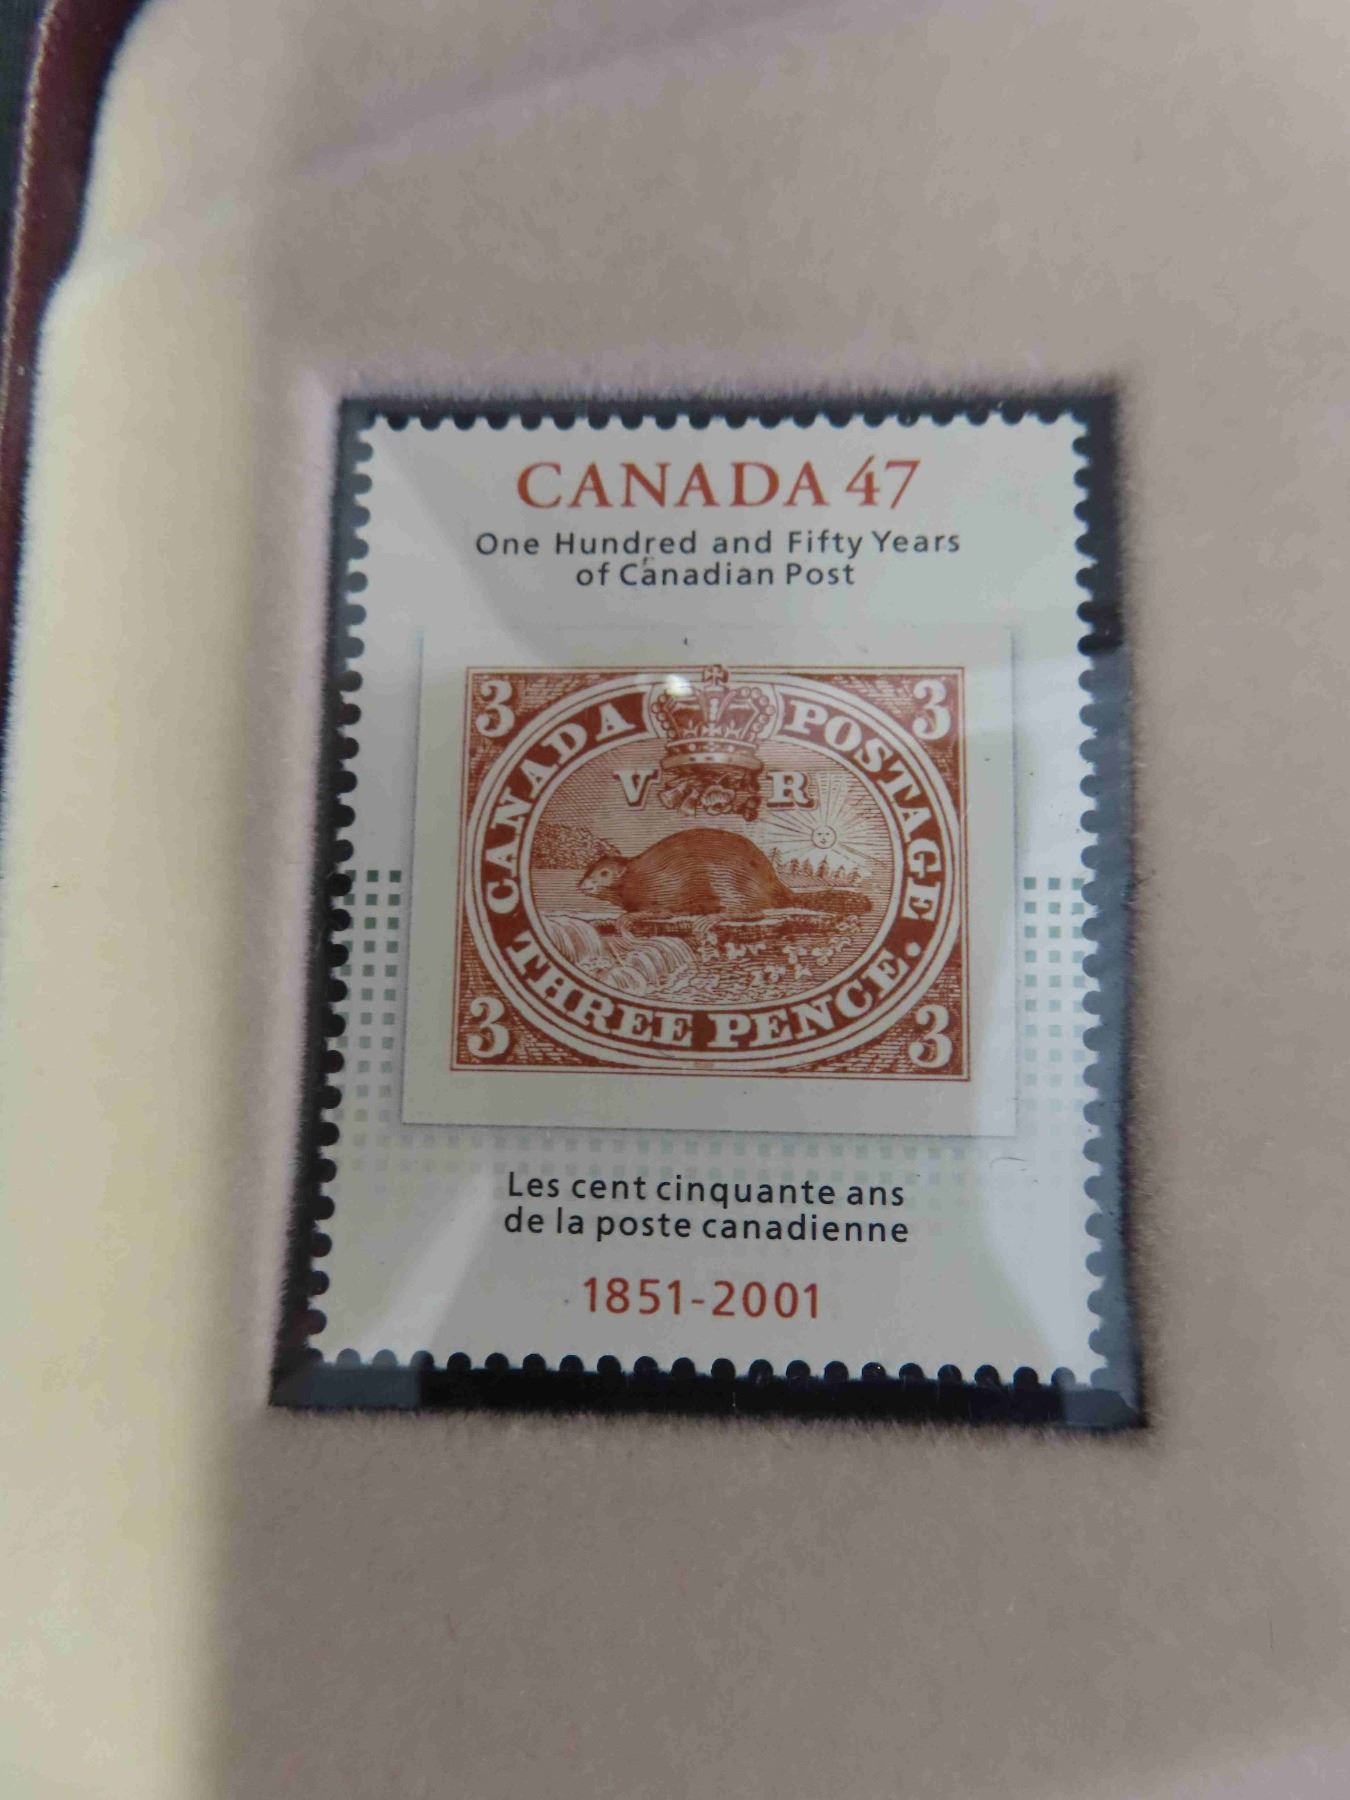 CANADA 47
One Hundred and Fifty Years
of Canadian Post
3 3
CANADA POSTAGE
V R
THREE PENCE.
3 3
Les cent cinquante ans
de la poste canadienne
1851-2001